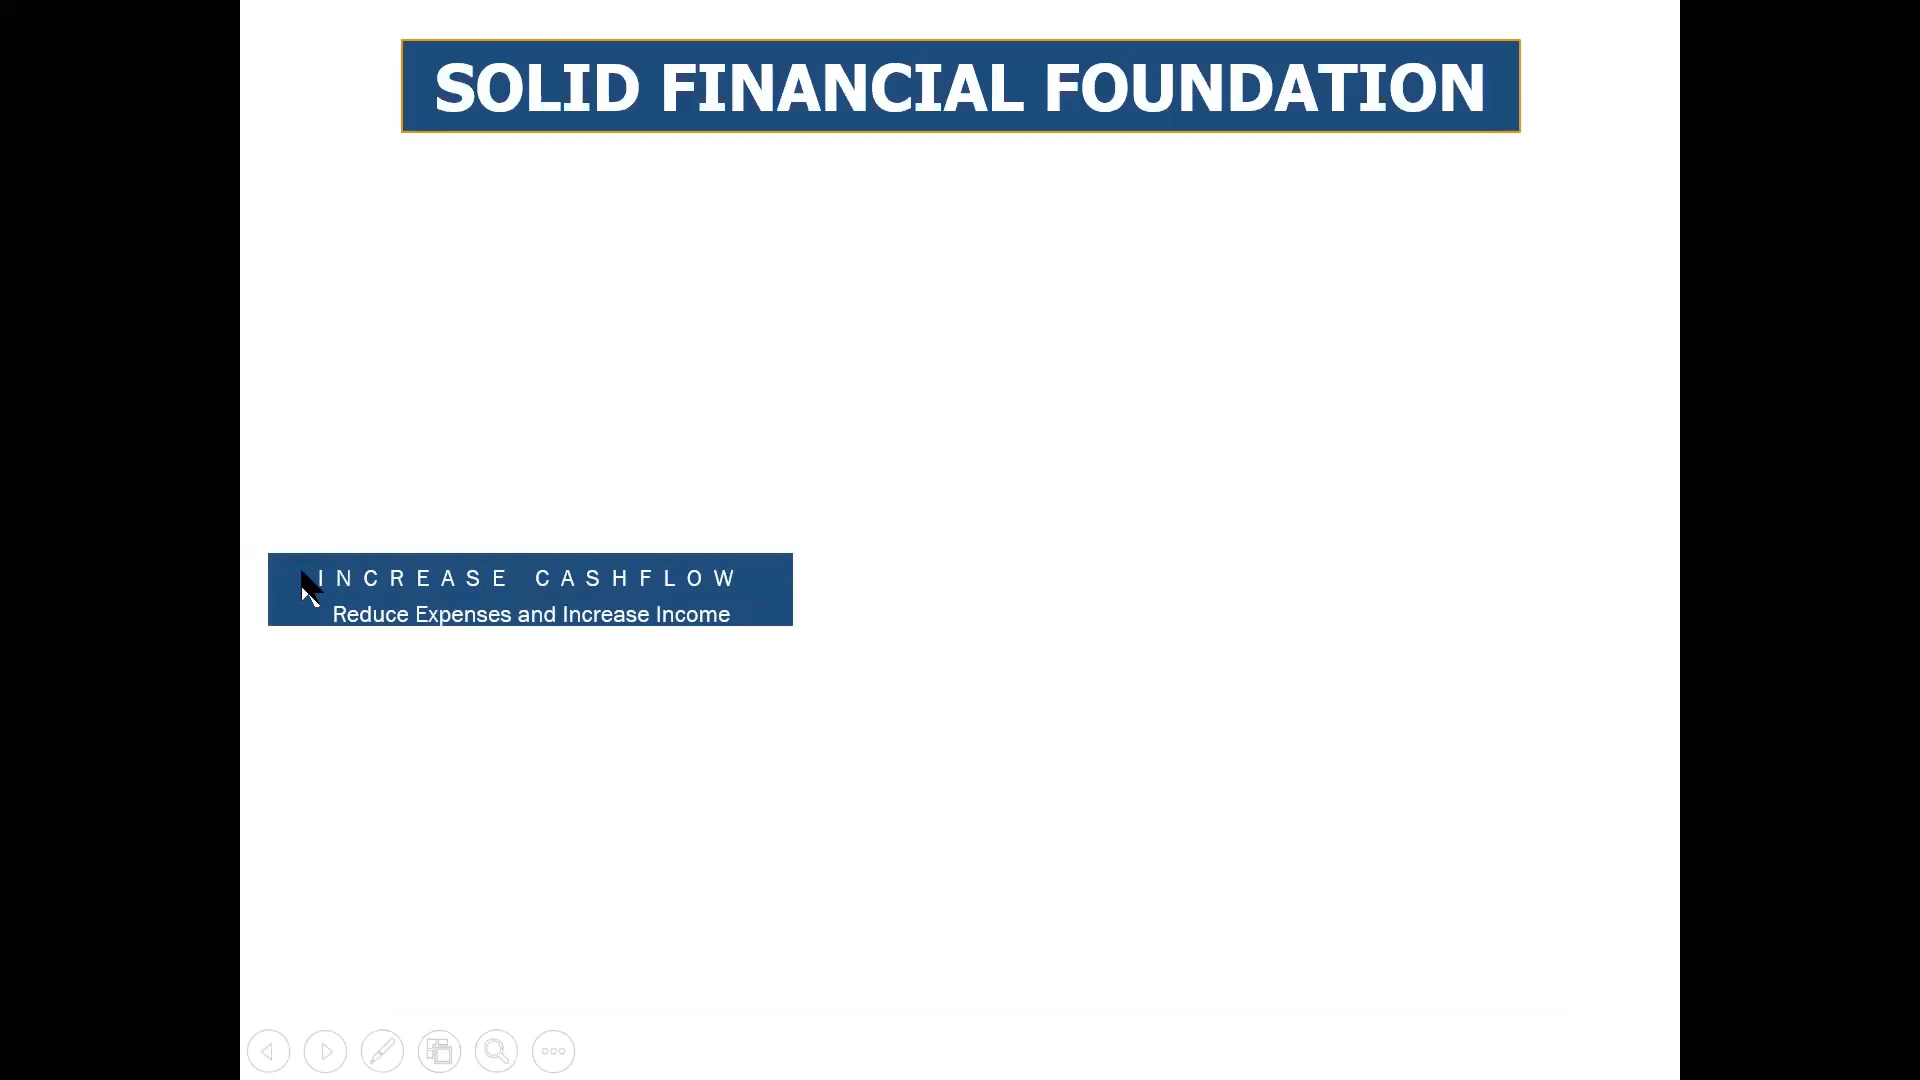 SOLID FINANCIAL FOUNDATION
INCREASE CASHFLOW
Reduce Expenses and Increase Income